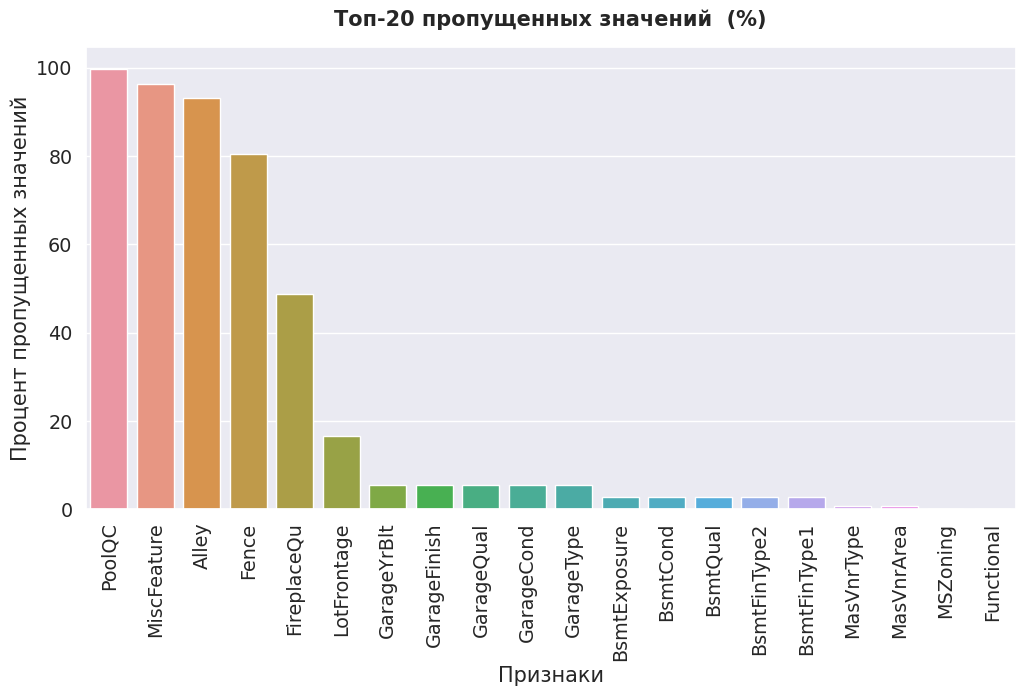 Топ-20 пропущенных значений  (%)
Процент пропущенных значений
100
80
60
40
20
0
PoolQC
MiscFeature
Alley
Fence
FireplaceQu
LotFrontage
GarageYrBlt
GarageFinish
GarageQual
GarageCond
GarageType
BsmtExposure
BsmtCond
BsmtQual
BsmtFinType2
BsmtFinType1
MasVnrType
MasVnrArea
MSZoning
Functional
Признаки